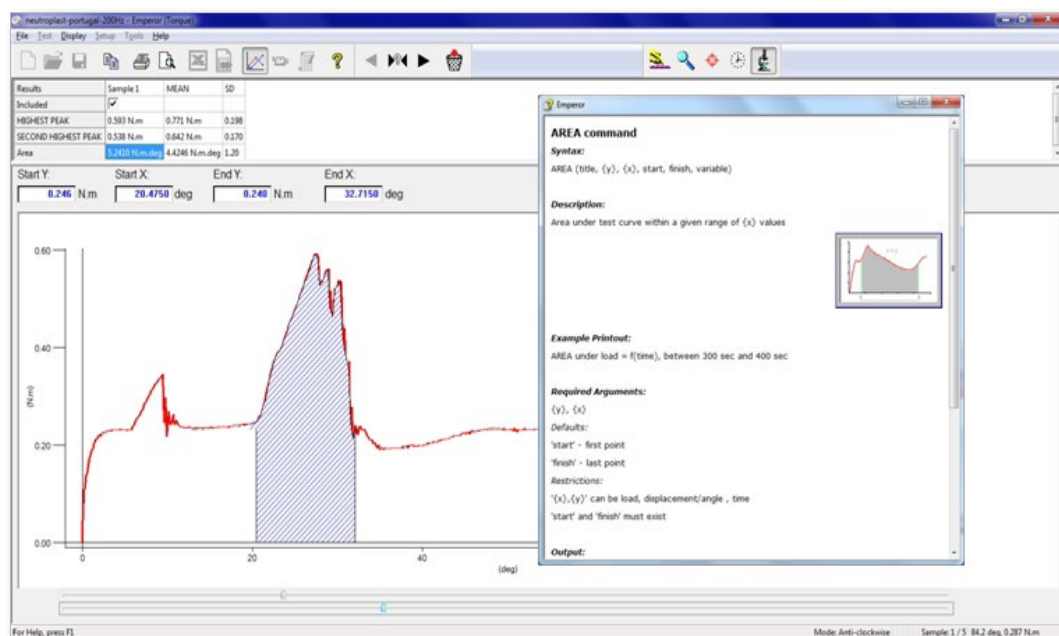 neutroplast-portugal-200Hz - Emperor (Torque)
File Test Display Setup Tools Help
Results Sample 1 MEAN SD
Included
HIGHEST PEAK 0.593 N.m 0.771 N.m 0.198
SECOND HIGHEST PEAK 0.538 N.m 0.642 N.m 0.170
Area 5.2410 N.m.deg 4.4246 N.m.deg 1.20
Start Y: Start X: End Y: End X:
0.246 N.m 20.4750 deg 0.240 N.m 32.7150 deg
0.60
0.40
(N.m)
0.20
0.00
0 20 40
(deg)
Emperor
AREA command
Syntax:
AREA (title, {y}, {x}, start, finish, variable)
Description:
Area under test curve within a given range of {x} values
Example Printout:
AREA under load = f(time), between 300 sec and 400 sec
Required Arguments:
{y}, {x}
Defaults:
'start' - first point
'finish' - last point
Restrictions:
'{x},{y}' can be load, displacement/angle , time
'start' and 'finish' must exist
Output:
For Help, press F1
Mode: Anti-clockwise Sample: 1 / 5 84.2 deg, 0.287 N.m